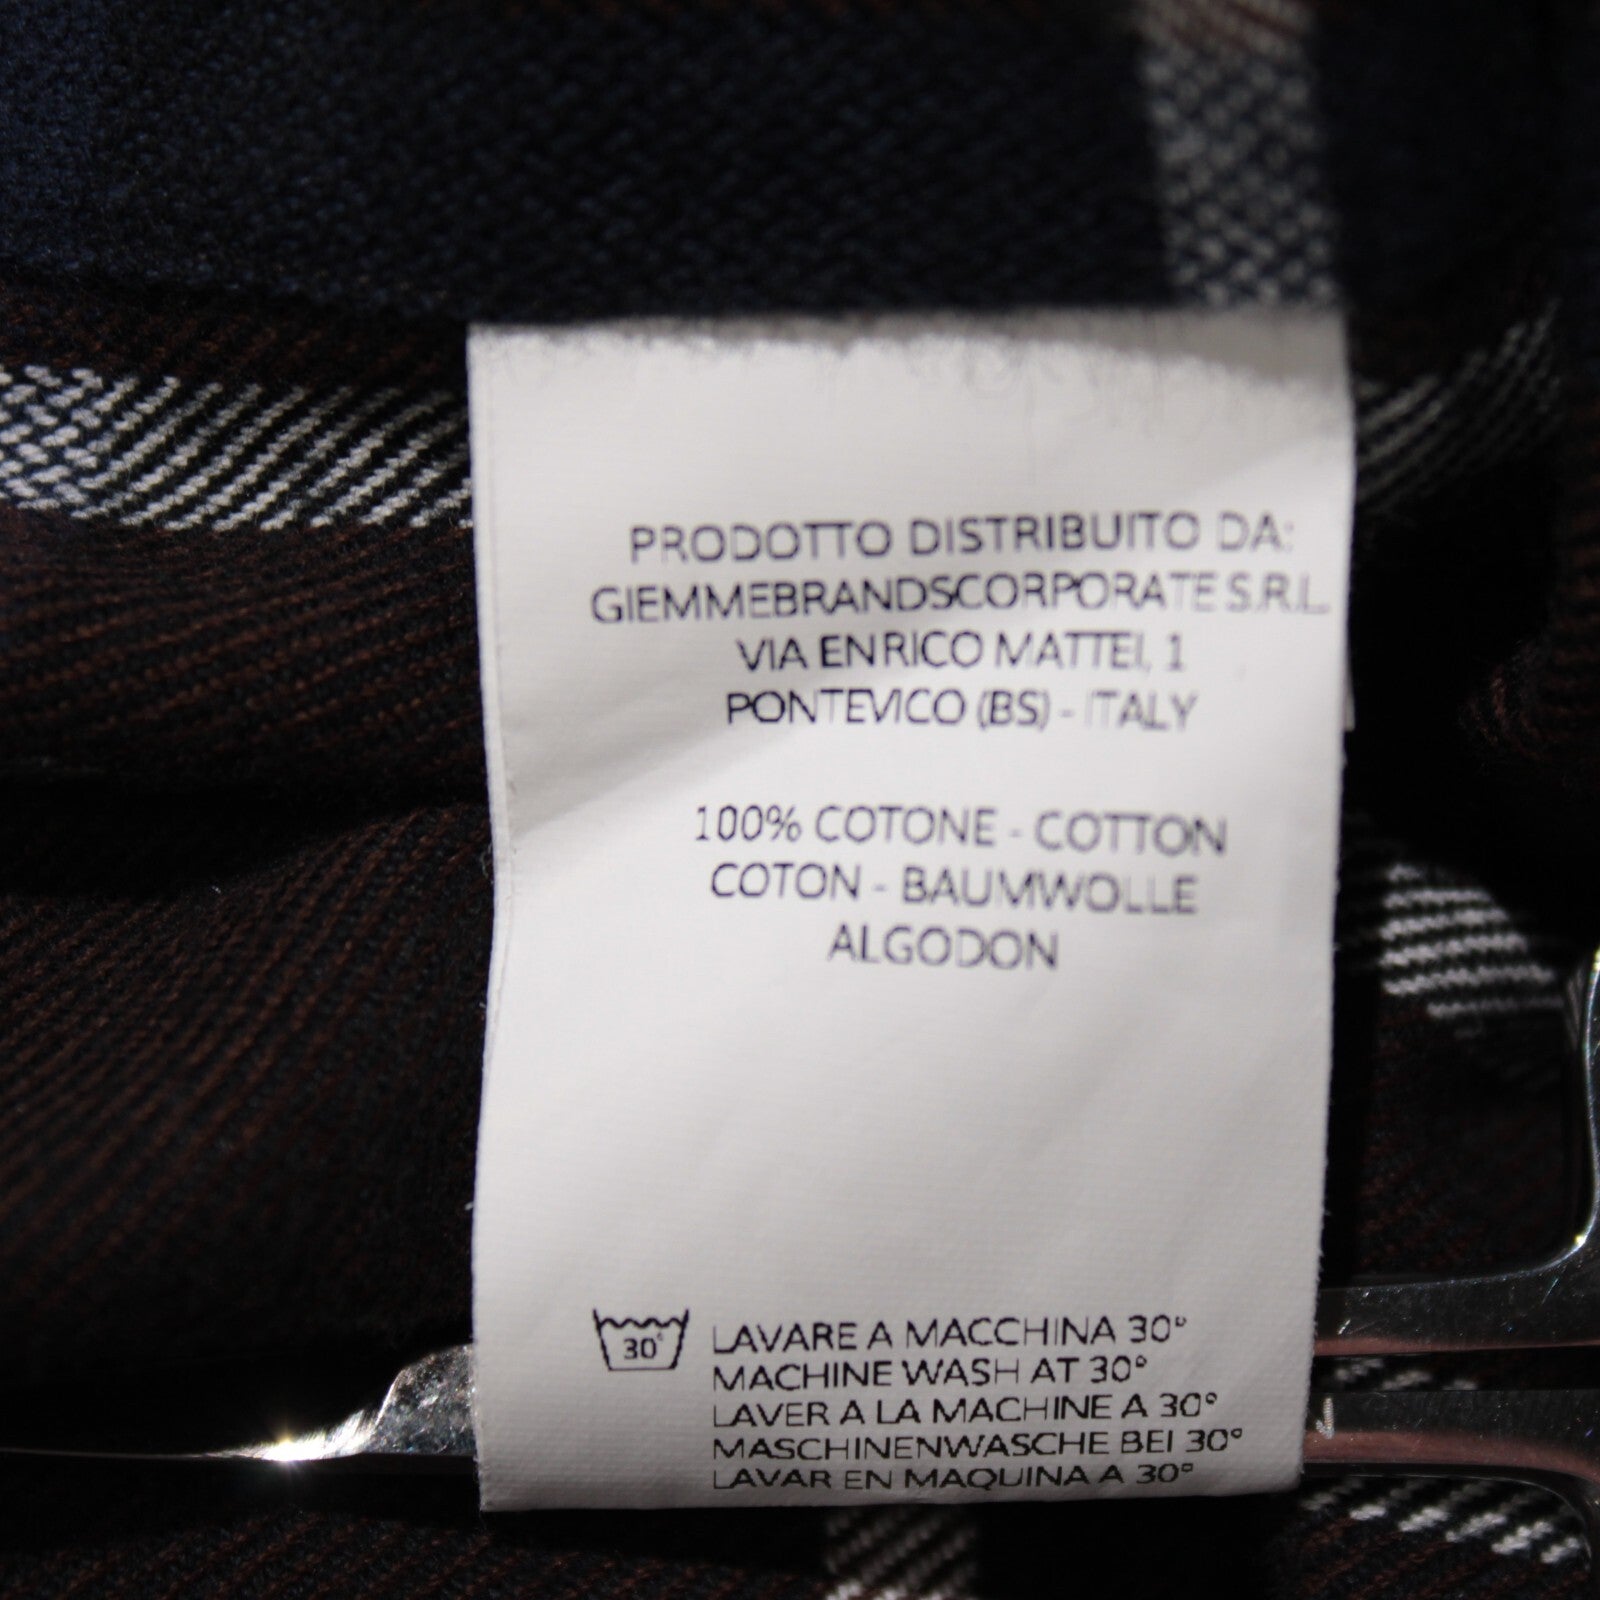 PRODOTTO DISTRIBUITO DA:
GIEMMEBRANDSCORPORATE S.R.L.
VIA ENRICO MATTEI, 1
PONTEVICO (BS) - ITALY
100% COTONE - COTTON
COTON - BAUMWOLLE
ALGODON
30°
LAVARE A MACCHINA 30°
MACHINE WASH AT 30°
LAVER A LA MACHINE A 30°
MASCHINENWASCHE BEI 30°
LAVAR EN MAQUINA A 30°